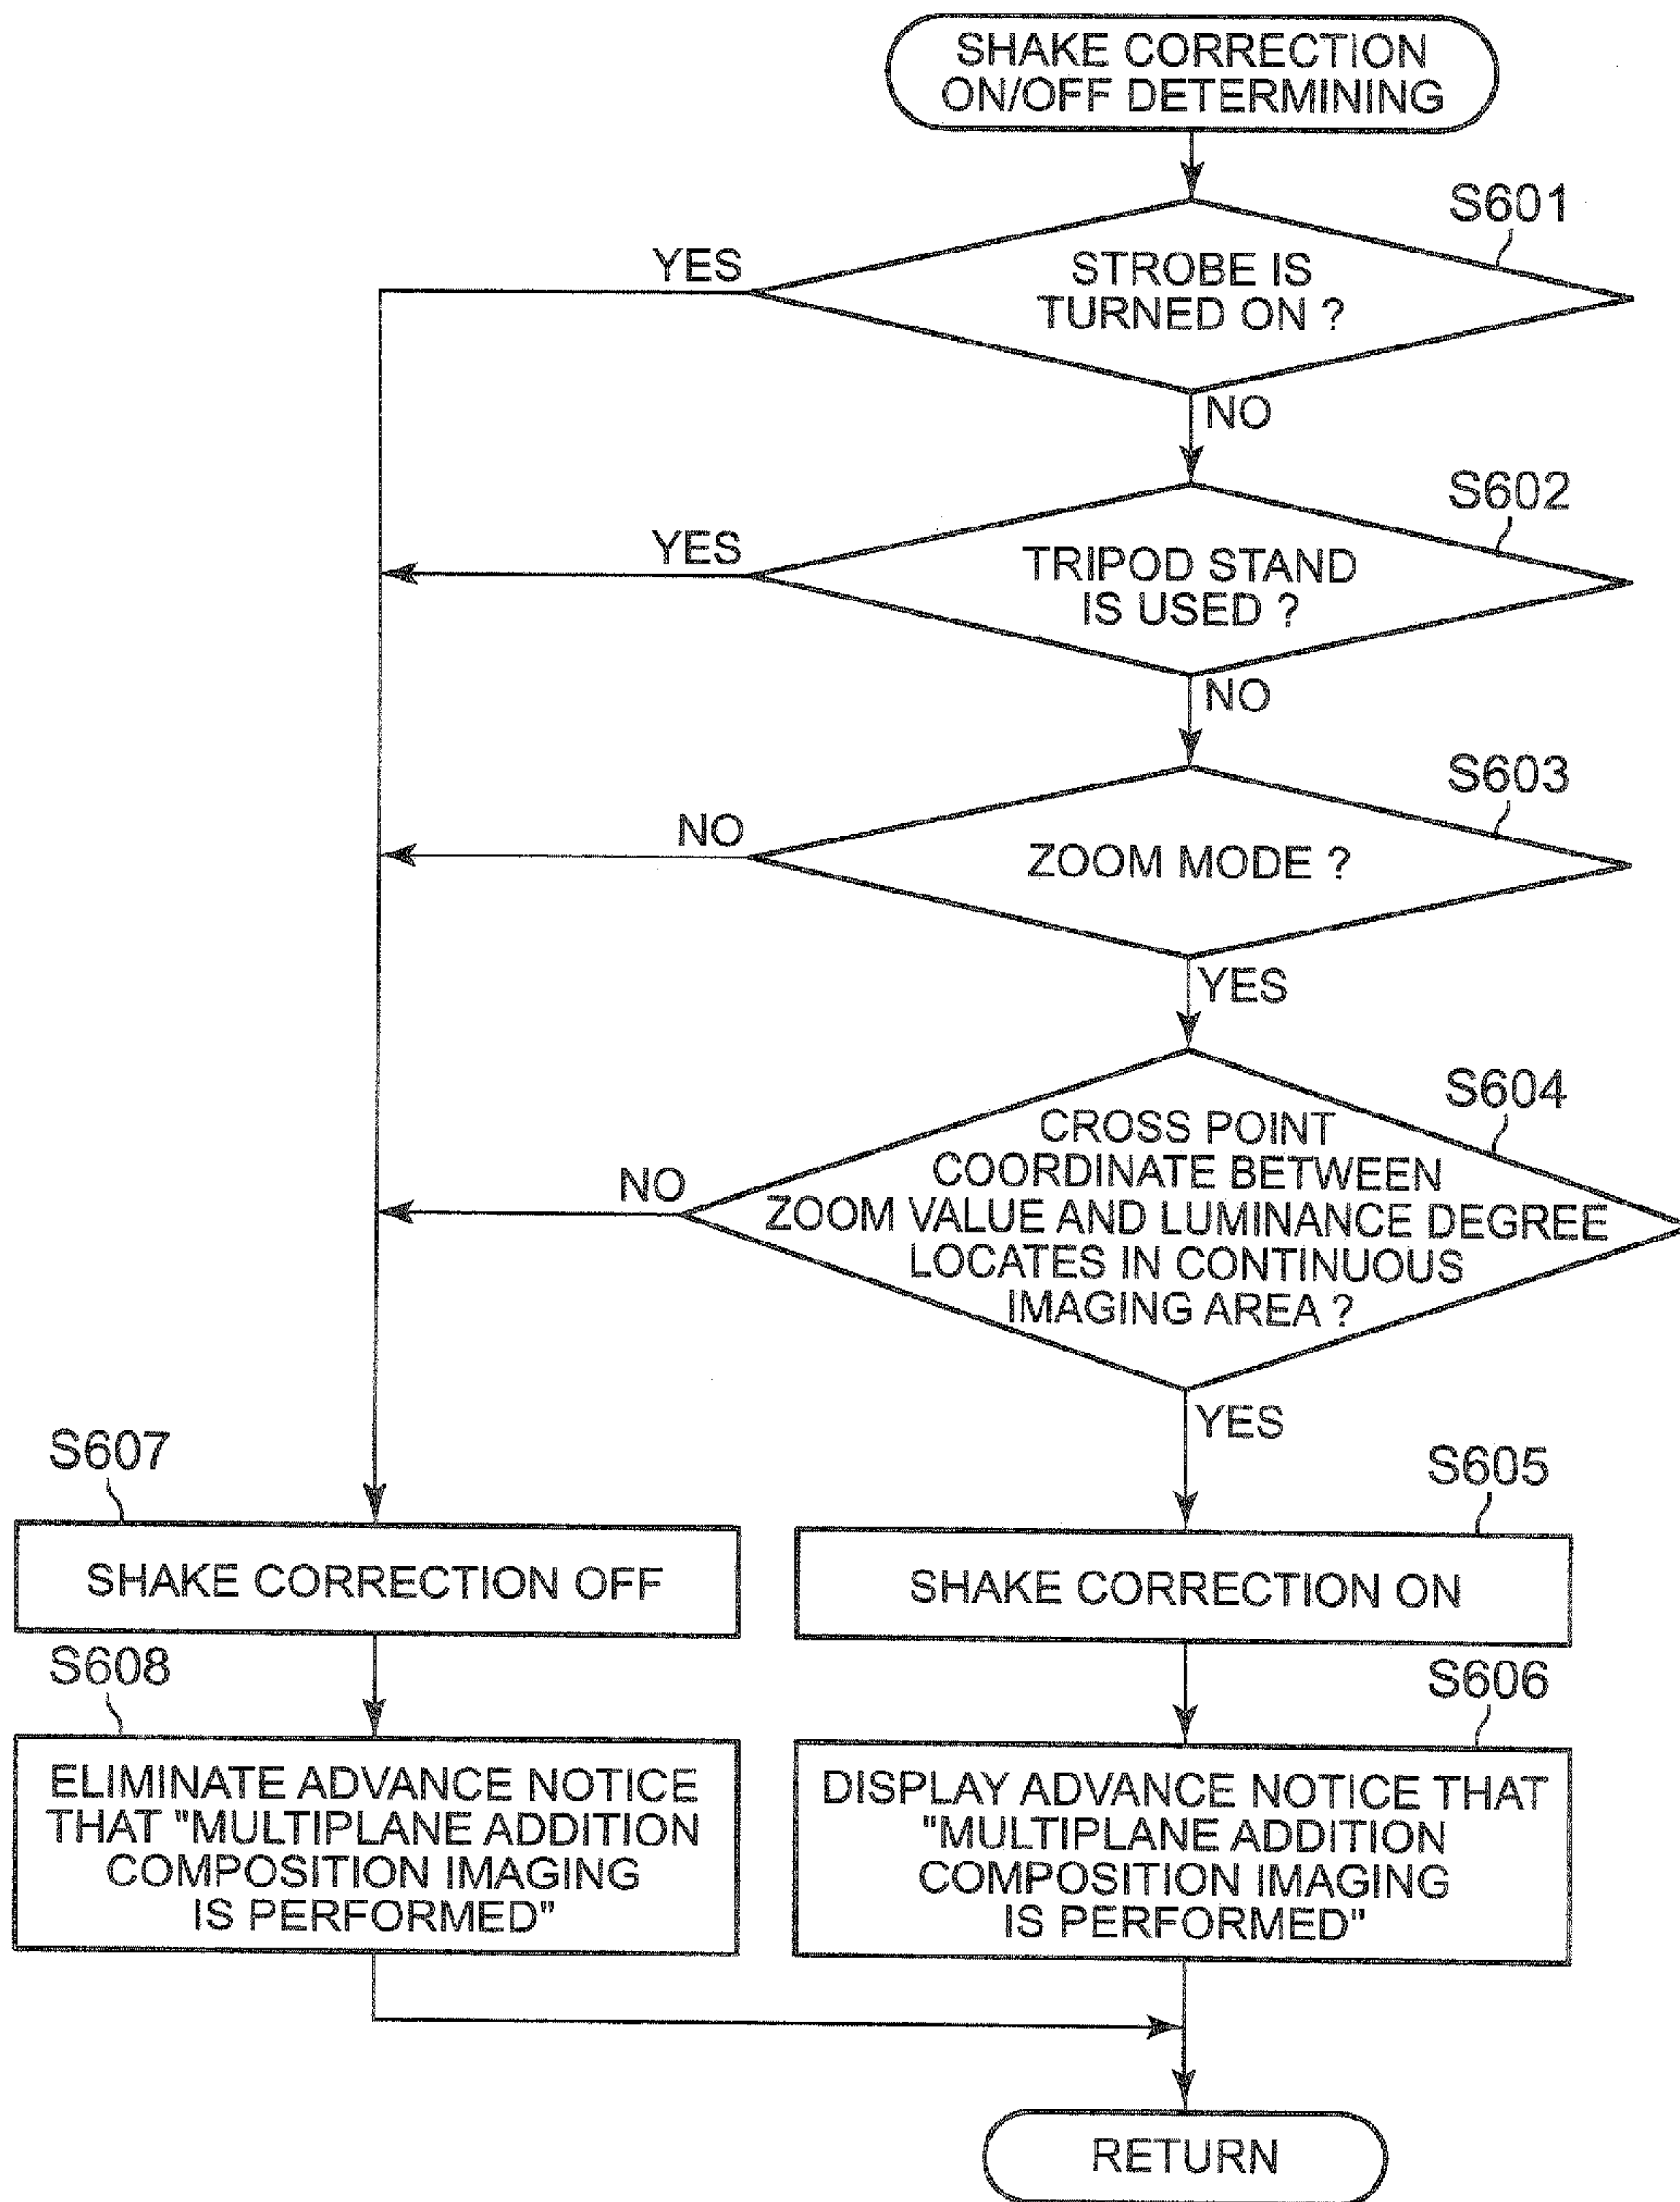 SHAKE CORRECTION
ON/OFF DETERMINING
S601
YES
STROBE IS
TURNED ON ?
NO
S602
YES
TRIPOD STAND
IS USED ?
NO
S603
NO
ZOOM MODE ?
YES
S604
CROSS POINT
COORDINATE BETWEEN
NO
ZOOM VALUE AND LUMINANCE DEGREE
LOCATES IN CONTINUOUS
IMAGING AREA ?
YES
S607
S605
SHAKE CORRECTION OFF
SHAKE CORRECTION ON
S608
S606
ELIMINATE ADVANCE NOTICE
THAT "MULTIPLANE ADDITION
COMPOSITION IMAGING
IS PERFORMED"
DISPLAY ADVANCE NOTICE THAT
"MULTIPLANE ADDITION
COMPOSITION IMAGING
IS PERFORMED"
RETURN